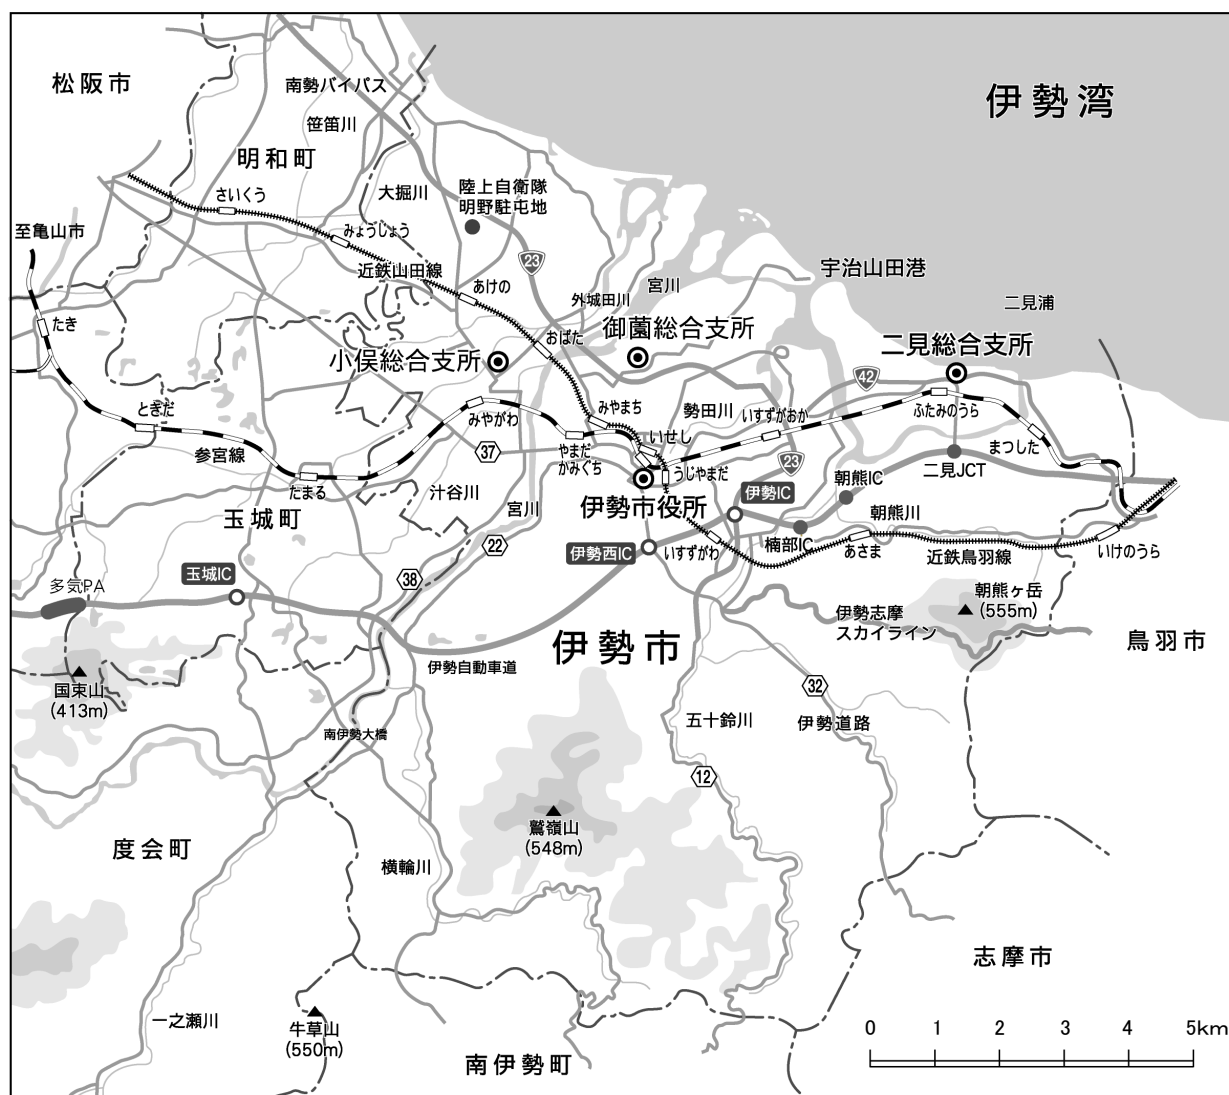 伊勢湾
松阪市
南勢バイパス
笹笛川
明和町
大堀川
陸上自衛隊
明野駐屯地
さいくう
みょうじょう
至亀山市
23
近鉄山田線
宇治山田港
あけの
外城田川
宮川
二見浦
たき
御薗総合支所
おばた
小俣総合支所
二見総合支所
42
とぎだ
みやがわ
みやまち
勢田川
いすずがおか
ふたみのうら
参宮線
37
やまだ
かみぐち
いせし
まつした
うじやまだ
23
二見JCT
たまる
汁谷川
朝熊IC
玉城町
宮川
伊勢市役所
伊勢IC
朝熊川
22
伊勢西IC
いすずがわ
楠部IC
あさま
近鉄鳥羽線
いけのうら
多気PA
玉城IC
38
朝熊ヶ岳
(555m)
伊勢志摩
スカイライン
伊勢市
鳥羽市
伊勢自動車道
国束山
(413m)
32
五十鈴川
伊勢道路
南伊勢大橋
12
鷲嶺山
(548m)
度会町
横輪川
志摩市
一之瀬川
牛草山
(550m)
南伊勢町
0 1 2 3 4 5km